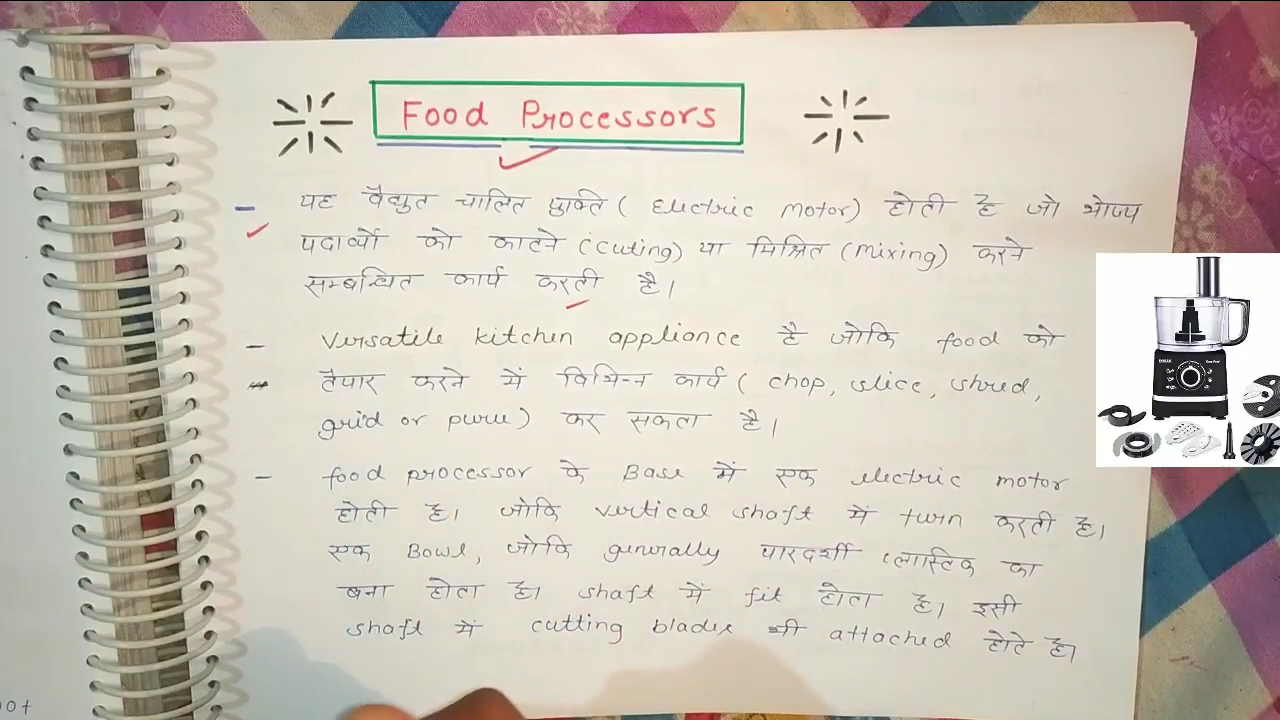 Food Processors
यह वैद्युत चालित युक्ति ( Electric motor) होती है जो भोज्य
पदार्थों को काटने (cuting) या मिश्रित (mixing) करने
सम्बन्धित कार्य करती है।
versatile kitchen appliance है जोकि food को
तैयार करने में विभिन्न कार्य ( chop, slice, shred,
grid or puree) कर सकता है।
food processor के Base में एक electric motor
होती है। जोकि vertical shaft में turn करती है।
एक Bowl, जोकि generally पारदर्शी प्लास्टिक का
बना होता है। shaft में fit होता है। इसी
shaft में cutting blades भी attached होते है।